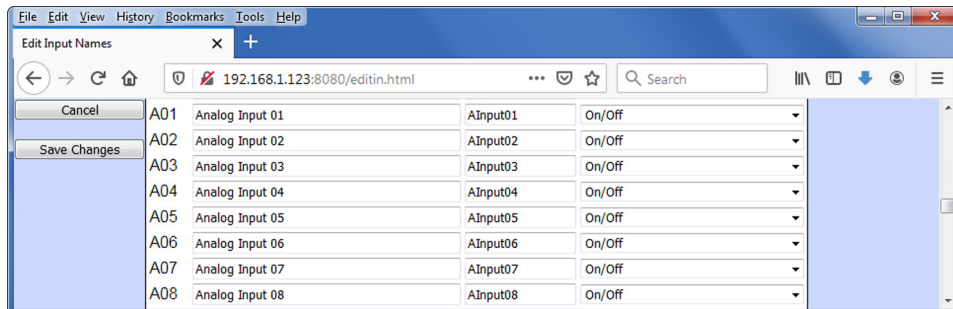 File Edit View History Bookmarks Tools Help
Edit Input Names
192.168.1.123:8080/editin.html
Search
Cancel
Save Changes
A01 Analog Input 01 AInput01 On/Off
A02 Analog Input 02 AInput02 On/Off
A03 Analog Input 03 AInput03 On/Off
A04 Analog Input 04 AInput04 On/Off
A05 Analog Input 05 AInput05 On/Off
A06 Analog Input 06 AInput06 On/Off
A07 Analog Input 07 AInput07 On/Off
A08 Analog Input 08 AInput08 On/Off